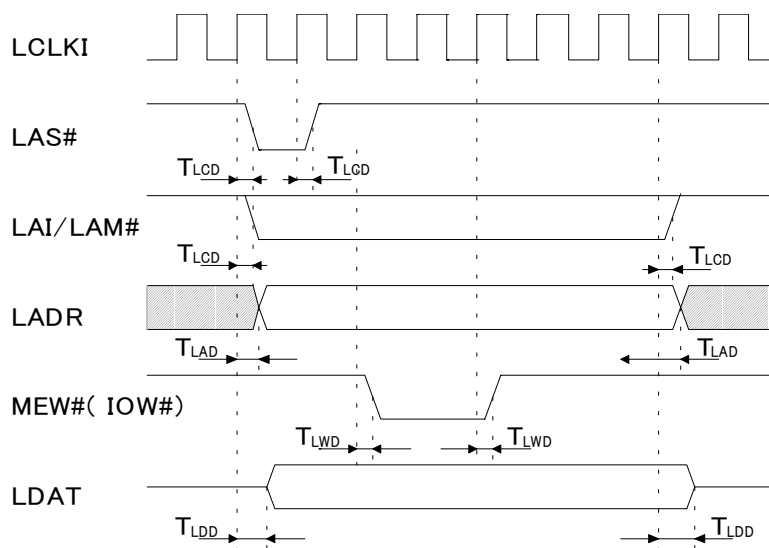 LCLKI
LAS#
TLCD TLCD
LAI/LAM#
TLCD TLCD
LADR
TLAD TLAD
MEW#( IOW#)
TLWD TLWD
LDAT
TLDD TLDD